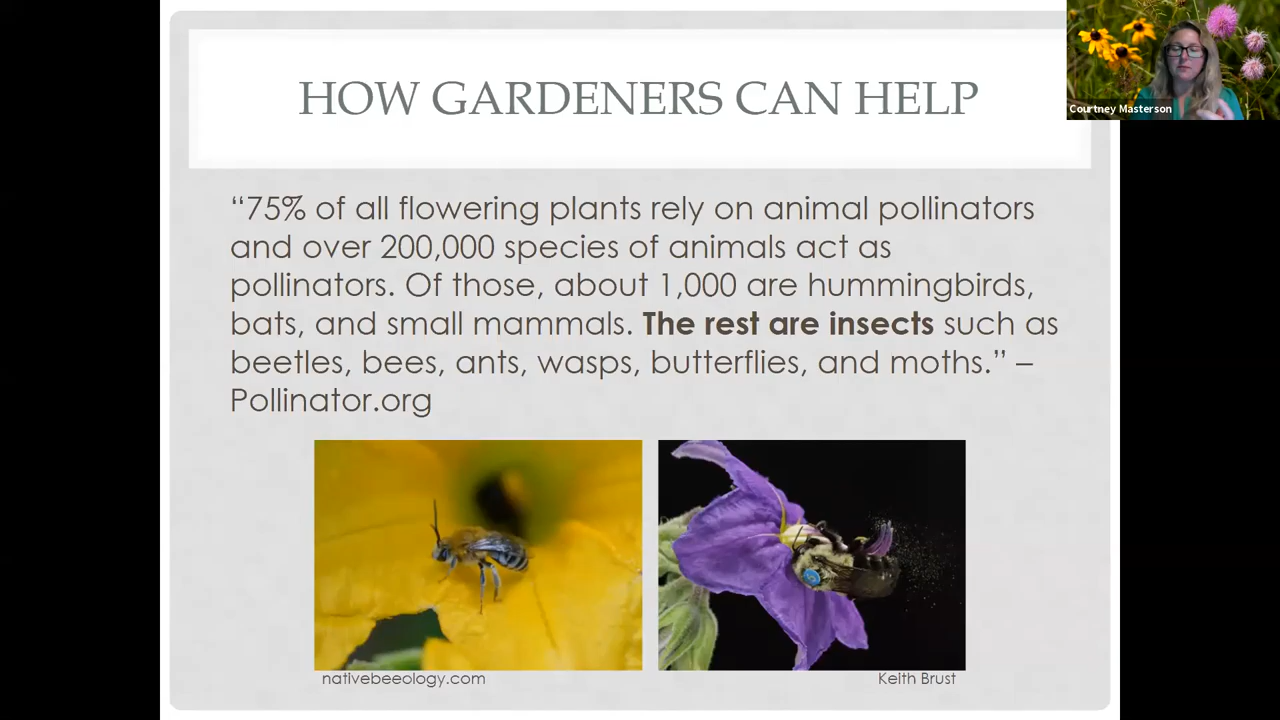 HOW GARDENERS CAN HELP
Courtney Masterson
“75% of all flowering plants rely on animal pollinators
and over 200,000 species of animals act as
pollinators. Of those, about 1,000 are hummingbirds,
bats, and small mammals. The rest are insects such as
beetles, bees, ants, wasps, butterflies, and moths.” –
Pollinator.org
nativebeeology.com
Keith Brust